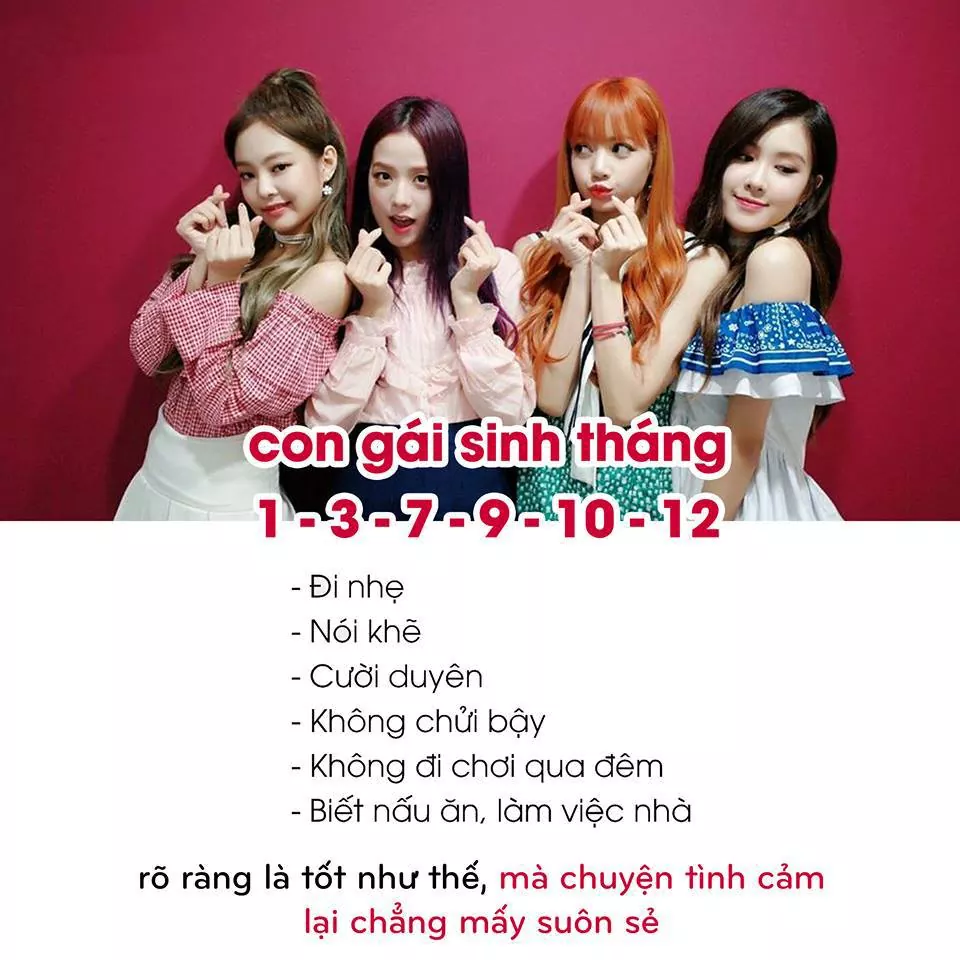 con gái sinh tháng
1 - 3 - 7 - 9 - 10 - 12
- Đi nhẹ
- Nói khẽ
- Cười duyên
- Không chửi bậy
- Không đi chơi qua đêm
- Biết nấu ăn, làm việc nhà
rõ ràng là tốt như thế, mà chuyện tình cảm
lại chẳng mấy suôn sẻ